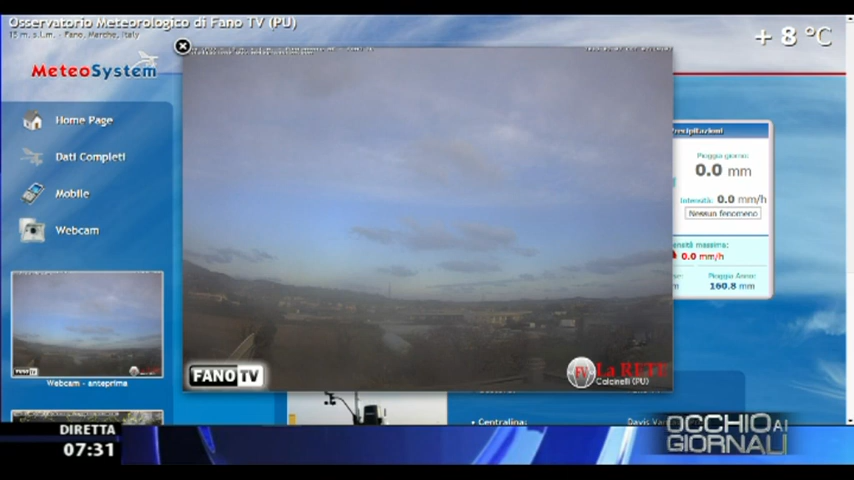 Osservatorio Meteorologico di Fano TV (PU)
15 m. s.l.m. - Fano, Marche, Italy
+ 8 °C
MeteoSystem
Home Page
Dati Completi
Mobile
Webcam
Precipitazioni
Pioggia giorno:
0.0 mm
Intensità: 0.0 mm/h
Nessun fenomeno
ensità massima:
0.0 mm/h
Pioggia Anno:
160.8 mm
FANO TV
La RETE
Calcinelli (PU)
Webcam - anteprima
Centralina:
DIRETTA
07:31
OCCHIO AI
GIORNALI